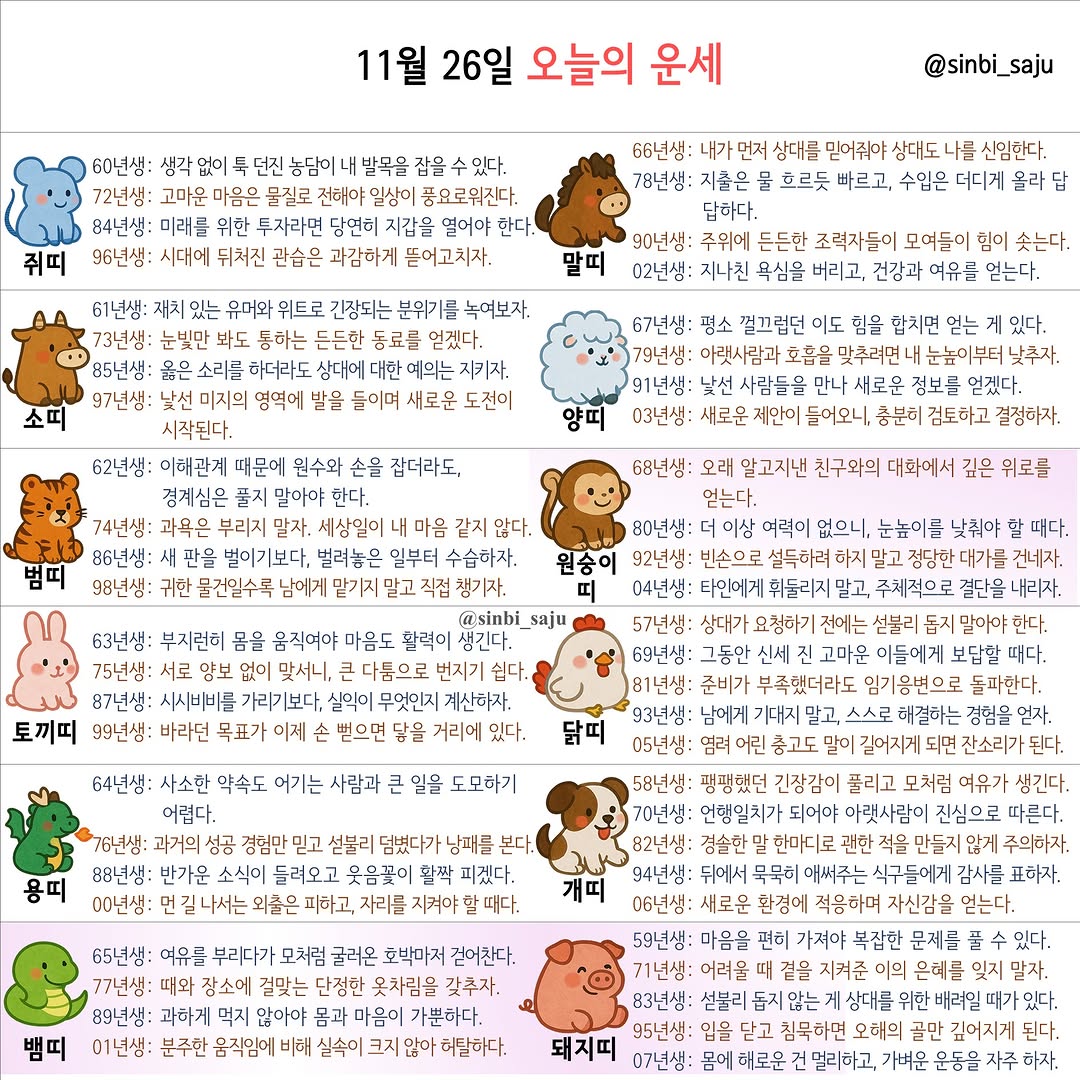 11월 26일 오늘의 운세
@sinbi_saju
쥐띠
60년생: 생각 없이 툭 던진 농담이 내 발목을 잡을 수 있다.
72년생: 고마운 마음은 물질로 전해야 일상이 풍요로워진다.
84년생: 미래를 위한 투자라면 당연히 지갑을 열어야 한다.
96년생: 시대에 뒤처진 관습은 과감하게 뜯어고치자.
소띠
61년생: 재치 있는 유머와 위트로 긴장되는 분위기를 녹여보자.
73년생: 눈빛만 봐도 통하는 든든한 동료를 얻겠다.
85년생: 옳은 소리를 하더라도 상대에 대한 예의는 지키자.
97년생: 낯선 미지의 영역에 발을 들이며 새로운 도전이
시작된다.
범띠
62년생: 이해관계 때문에 원수와 손을 잡더라도,
경계심은 풀지 말아야 한다.
74년생: 과욕은 부리지 말자. 세상일이 내 마음 같지 않다.
86년생: 새 판을 벌이기보다, 벌려놓은 일부터 수습하자.
98년생: 귀한 물건일수록 남에게 맡기지 말고 직접 챙기자.
토끼띠
63년생: 부지런히 몸을 움직여야 마음도 활력이 생긴다.
75년생: 서로 양보 없이 맞서니, 큰 다툼으로 번지기 쉽다.
87년생: 시시비비를 가리기보다, 실익이 무엇인지 계산하자.
99년생: 바라던 목표가 이제 손 뻗으면 닿을 거리에 있다.
용띠
64년생: 사소한 약속도 어기는 사람과 큰 일을 도모하기
어렵다.
76년생: 과거의 성공 경험만 믿고 섣불리 덤볐다가 낭패를 본다.
88년생: 반가운 소식이 들려오고 웃음꽃이 활짝 피겠다.
00년생: 먼 길 나서는 외출은 피하고, 자리를 지켜야 할 때다.
뱀띠
65년생: 여유를 부리다가 모처럼 굴러온 호박마저 걷어찬다.
77년생: 때와 장소에 걸맞는 단정한 옷차림을 갖추자.
89년생: 과하게 먹지 않아야 몸과 마음이 가뿐하다.
01년생: 분주한 움직임에 비해 실속이 크지 않아 허탈하다.
말띠
66년생: 내가 먼저 상대를 믿어줘야 상대도 나를 신임한다.
78년생: 지출은 물 흐르듯 빠르고, 수입은 더디게 올라 답
답하다.
90년생: 주위에 든든한 조력자들이 모여들이 힘이 솟는다.
02년생: 지나친 욕심을 버리고, 건강과 여유를 얻는다.
양띠
67년생: 평소 껄끄럽던 이도 힘을 합치면 얻는 게 있다.
79년생: 아랫사람과 호흡을 맞추려면 내 눈높이부터 낮추자.
91년생: 낯선 사람들을 만나 새로운 정보를 얻겠다.
03년생: 새로운 제안이 들어오니, 충분히 검토하고 결정하자.
원숭이
띠
68년생: 오래 알고지낸 친구와의 대화에서 깊은 위로를
얻는다.
80년생: 더 이상 여력이 없으니, 눈높이를 낮춰야 할 때다.
92년생: 빈손으로 설득하려 하지 말고 정당한 대가를 건네자.
04년생: 타인에게 휘둘리지 말고, 주체적으로 결단을 내리자.
@sinbi_saju
닭띠
57년생: 상대가 요청하기 전에는 섣불리 돕지 말아야 한다.
69년생: 그동안 신세 진 고마운 이들에게 보답할 때다.
81년생: 준비가 부족했더라도 임기응변으로 돌파한다.
93년생: 남에게 기대지 말고, 스스로 해결하는 경험을 얻자.
05년생: 염려 어린 충고도 말이 길어지게 되면 잔소리가 된다.
개띠
58년생: 팽팽했던 긴장감이 풀리고 모처럼 여유가 생긴다.
70년생: 언행일치가 되어야 아랫사람이 진심으로 따른다.
82년생: 경솔한 말 한마디로 괜한 적을 만들지 않게 주의하자.
94년생: 뒤에서 묵묵히 애써주는 식구들에게 감사를 표하자.
06년생: 새로운 환경에 적응하며 자신감을 얻는다.
돼지띠
59년생: 마음을 편히 가져야 복잡한 문제를 풀 수 있다.
71년생: 어려울 때 곁을 지켜준 이의 은혜를 잊지 말자.
83년생: 섣불리 돕지 않는 게 상대를 위한 배려일 때가 있다.
95년생: 입을 닫고 침묵하면 오해의 골만 깊어지게 된다.
07년생: 몸에 해로운 건 멀리하고, 가벼운 운동을 자주 하자.